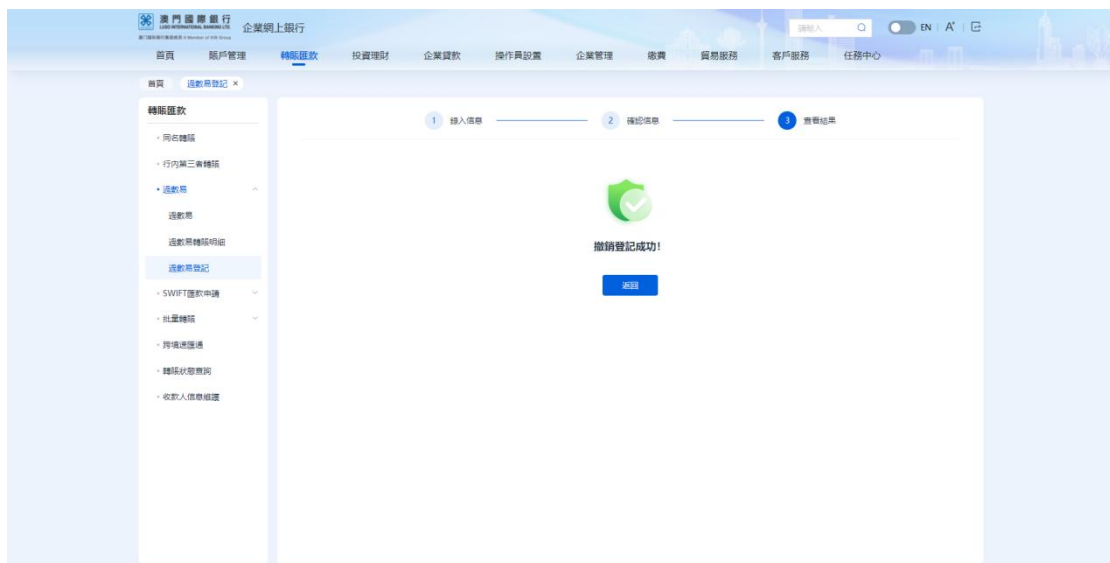 澳門國際銀行
LUSO INTERNATIONAL BANKING LTD.
企業網上銀行
請輸入
EN
A⁺
首頁
賬戶管理
轉賬匯款
投資理財
企業貸款
操作員設置
企業管理
繳費
貿易服務
客戶服務
任務中心
首頁
過數易登記 ×
轉賬匯款
同名轉賬
行內第三者轉賬
過數易
過數易
過數易轉賬明細
過數易登記
SWIFT匯款申請
批量轉賬
跨境速匯通
轉賬狀態查詢
收款人信息維護
1 錄入信息
2 確認信息
3 查看結果
撤銷登記成功!
返回